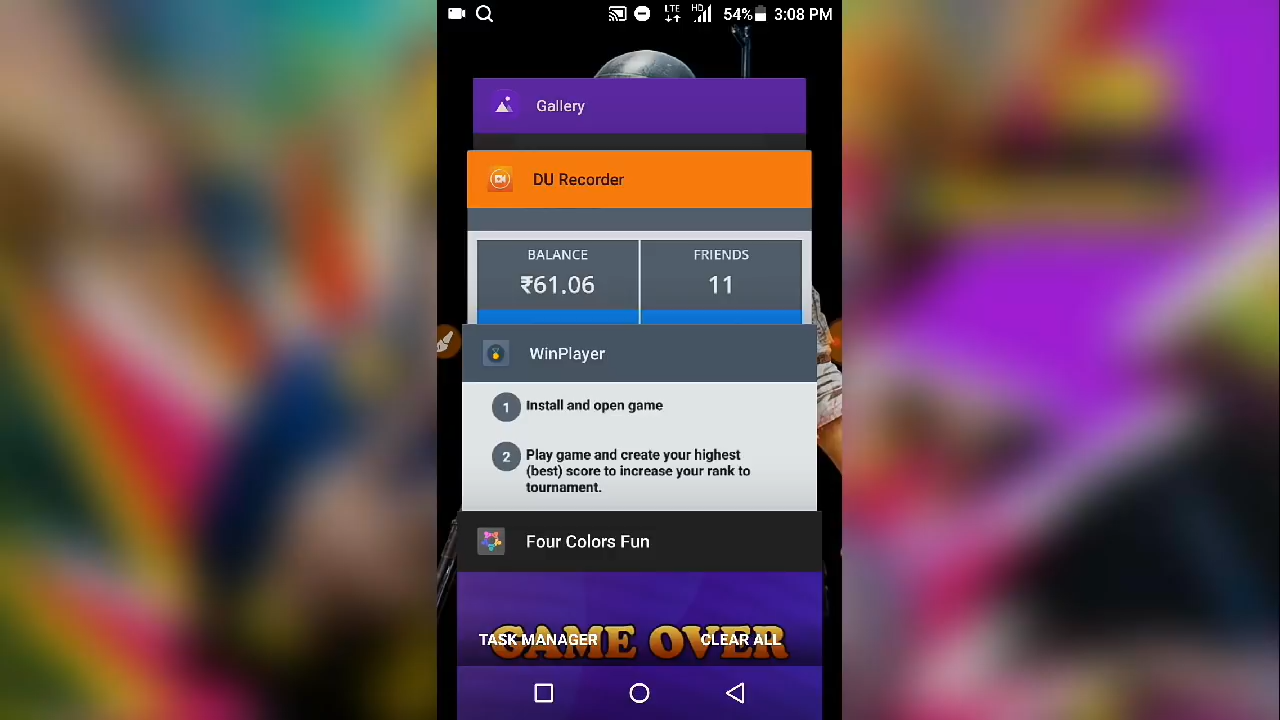 LTE HD 54% 3:08 PM
Gallery
DU Recorder
BALANCE FRIENDS
₹61.06 11
WinPlayer
1 Install and open game
2 Play game and create your highest
(best) score to increase your rank to
tournament.
Four Colors Fun
TASK MANAGER CLEAR ALL
GAME OVER